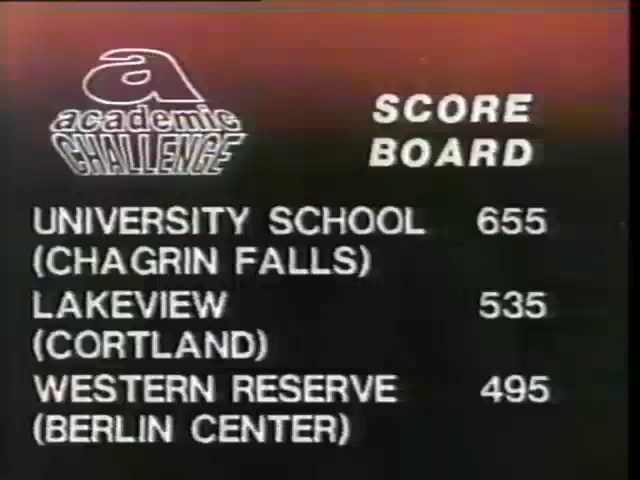 a
academic
CHALLENGE
SCORE
BOARD
UNIVERSITY SCHOOL 655
(CHAGRIN FALLS)
LAKEVIEW 535
(CORTLAND)
WESTERN RESERVE 495
(BERLIN CENTER)